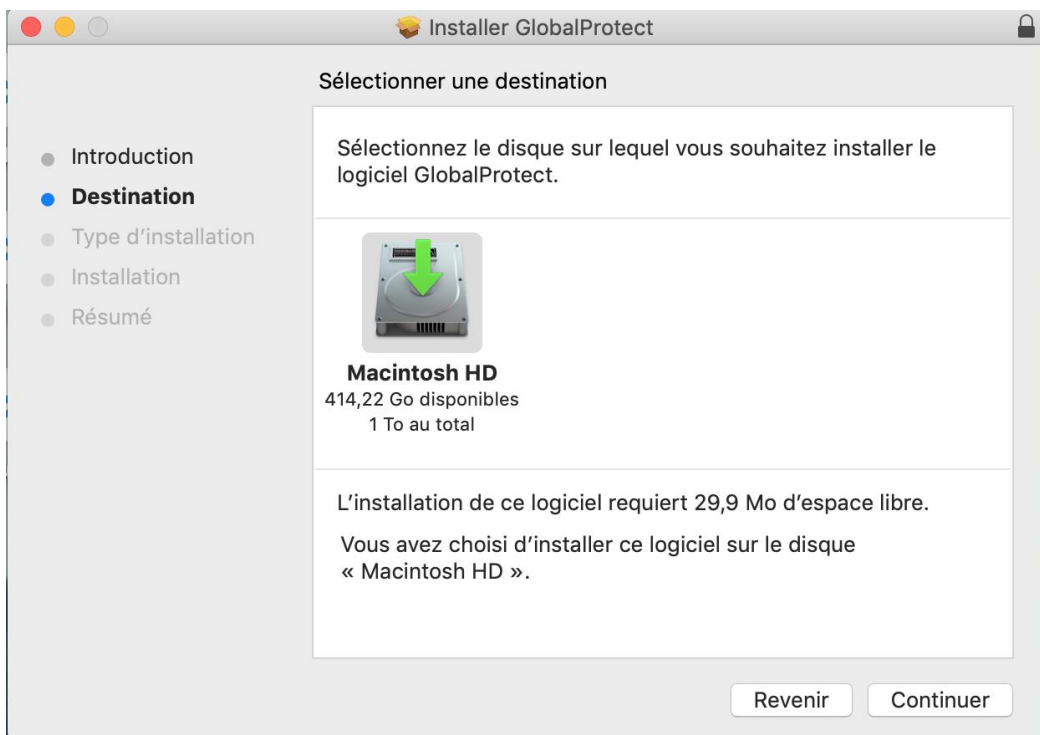 Installer GlobalProtect
Sélectionner une destination
Introduction
Destination
Type d’installation
Installation
Résumé
Sélectionnez le disque sur lequel vous souhaitez installer le
logiciel GlobalProtect.
Macintosh HD
414,22 Go disponibles
1 To au total
L’installation de ce logiciel requiert 29,9 Mo d’espace libre.
Vous avez choisi d’installer ce logiciel sur le disque
« Macintosh HD ».
Revenir
Continuer